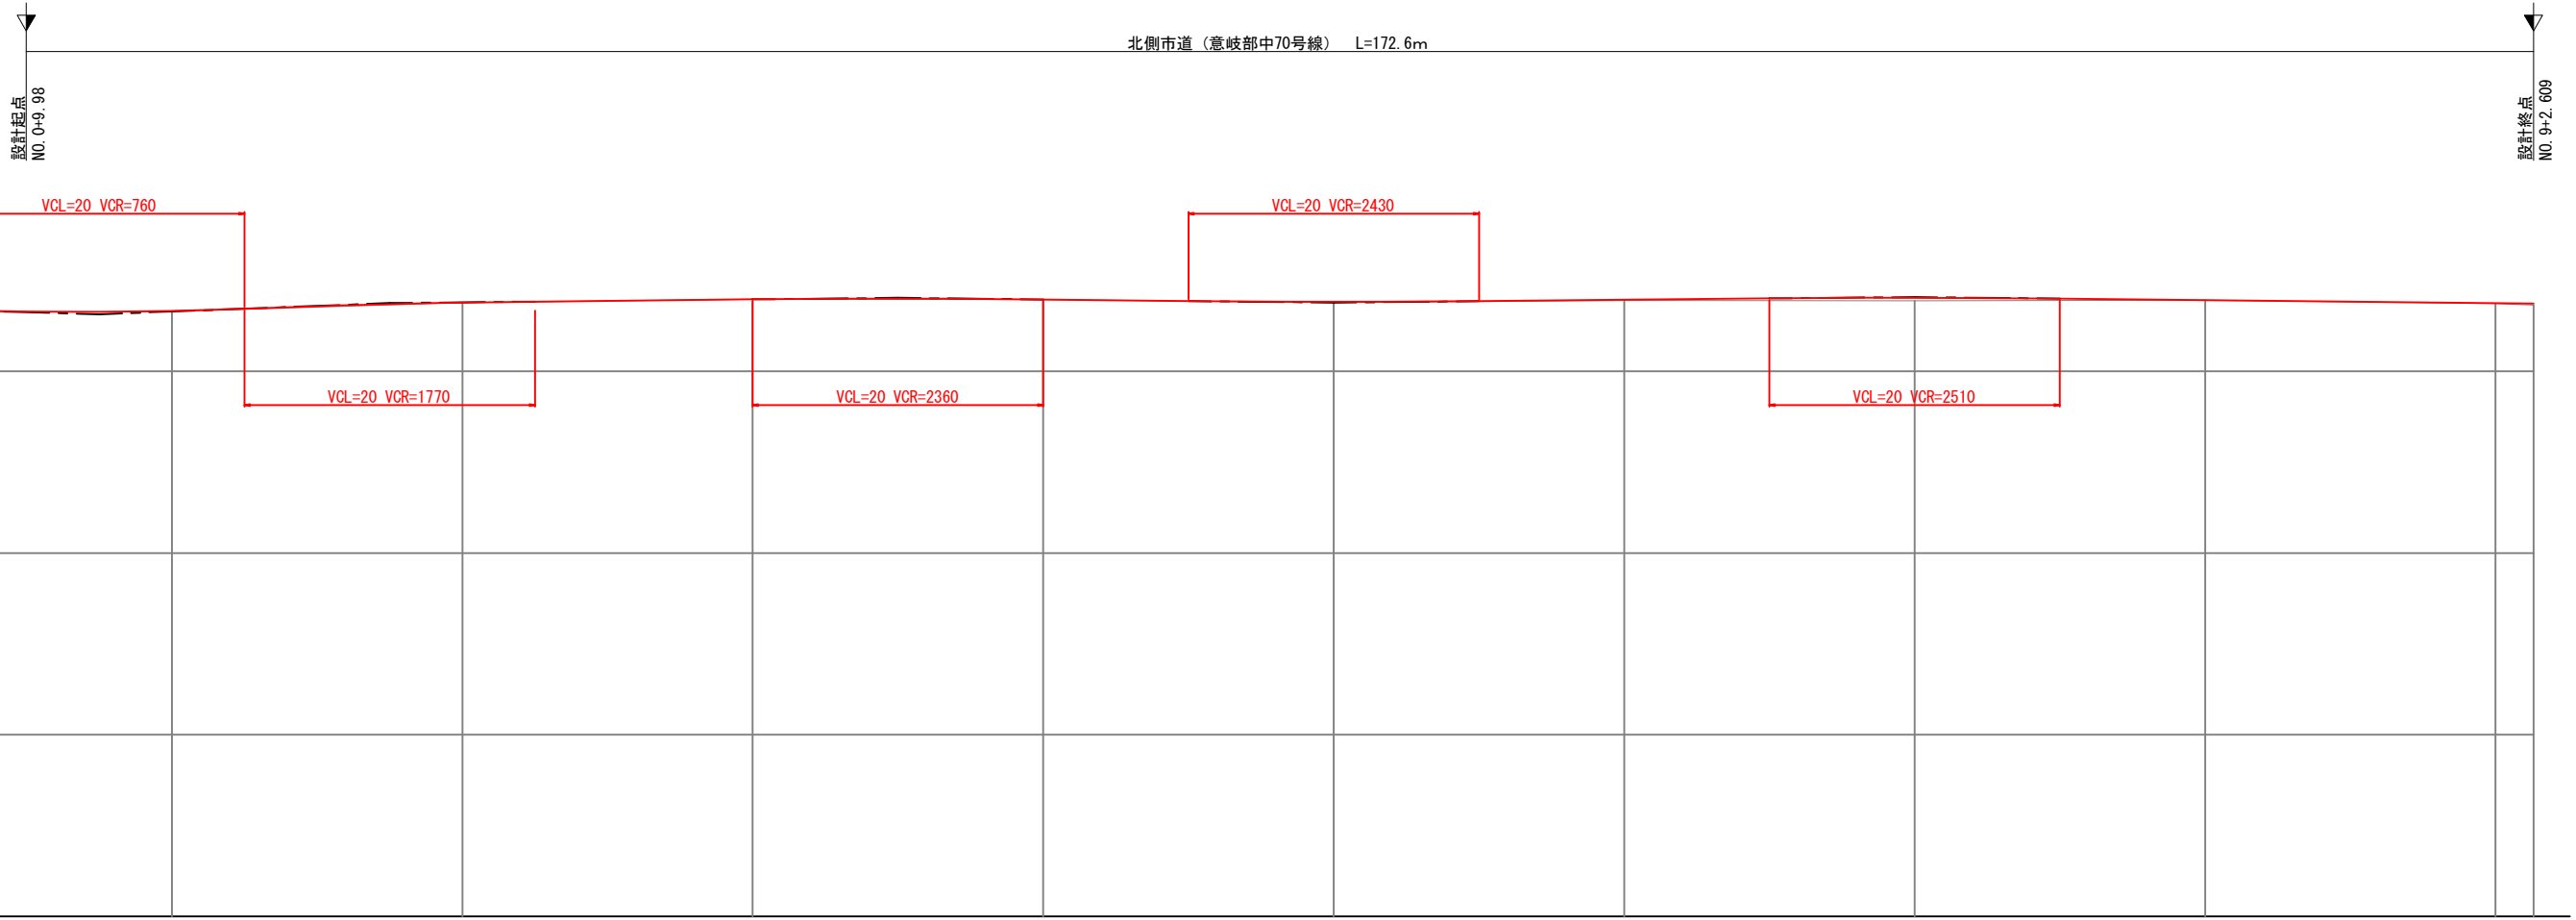 北側市道（意岐部中70号線） L=172.6m
設計起点
NO.0+9.98
設計終点
NO.9+2.609
VCL=20 VCR=760
VCL=20 VCR=2430
VCL=20 VCR=1770
VCL=20 VCR=2360
VCL=20 VCR=2510